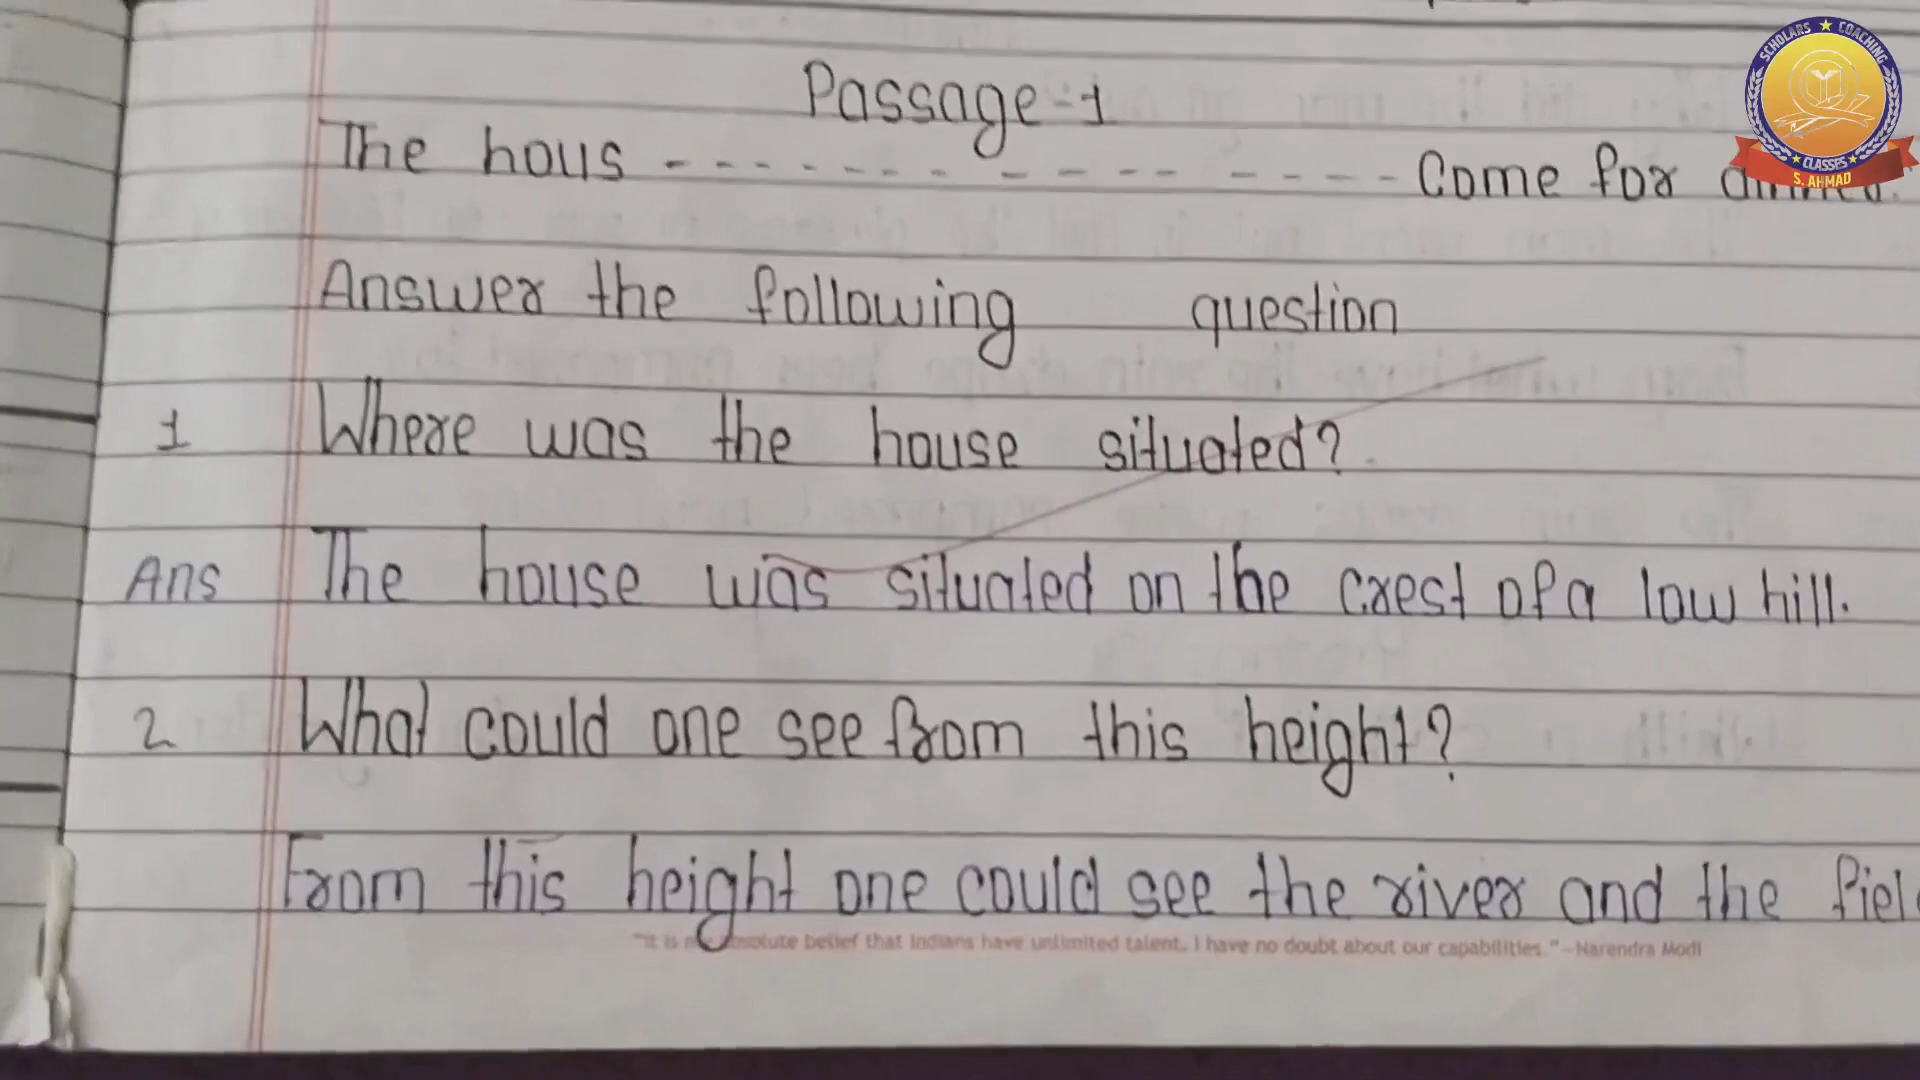 SCHOLARS ★ COACHING
★ CLASSES ★
S. AHMAD
Passage-1
The hous - - - - - - - - - - - - - - - - - Come for
Answer the following question
1 Where was the house situated?
Ans The house was situated on the crest of a low hill.
2 What could one see from this height?
From this height one could see the river and the fiel
"It is my absolute belief that Indians have unlimited talent. I have no doubt about our capabilities." -Narendra Modi